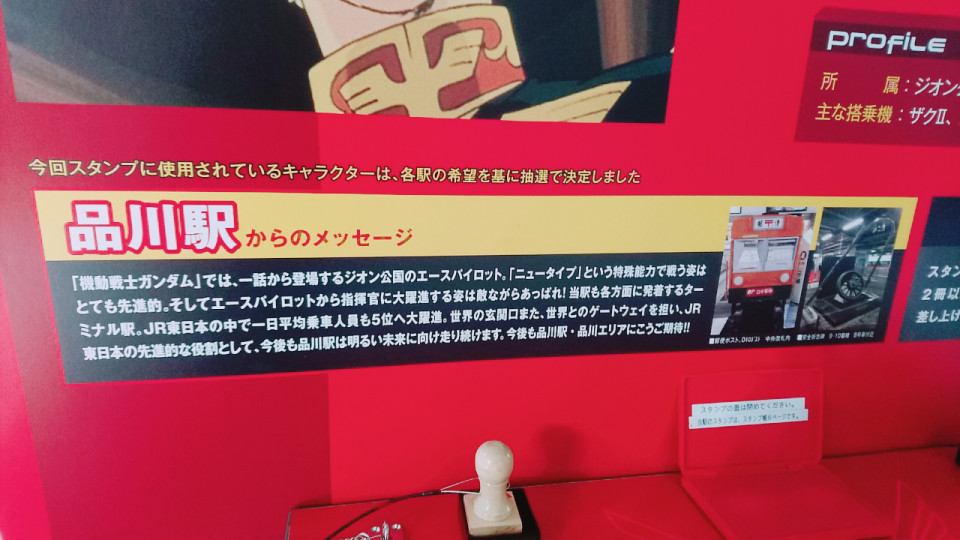 PROFILE
所　属：ジオン
主な搭乗機：ザクⅡ、
今回スタンプに使用されているキャラクターは、各駅の希望を基に抽選で決定しました
品川駅からのメッセージ
「機動戦士ガンダム」では、一話から登場するジオン公国のエースパイロット。「ニュータイプ」という特殊能力で戦う姿は
とても先進的。そしてエースパイロットから指揮官に大躍進する姿は敵ながらあっぱれ! 当駅も各方面に発着するター
ミナル駅。JR東日本の中で一日平均乗車人員も5位へ大躍進。世界の玄関口また、世界とのゲートウェイを担い、JR
東日本の先進的な役割として、今後も品川駅は明るい未来に向け走り続けます。今後も品川駅・品川エリアにこうご期待!!
■郵便ポスト
中央改札内
スタン
2冊以
差し上げ
スタンプの蓋は閉めてください。